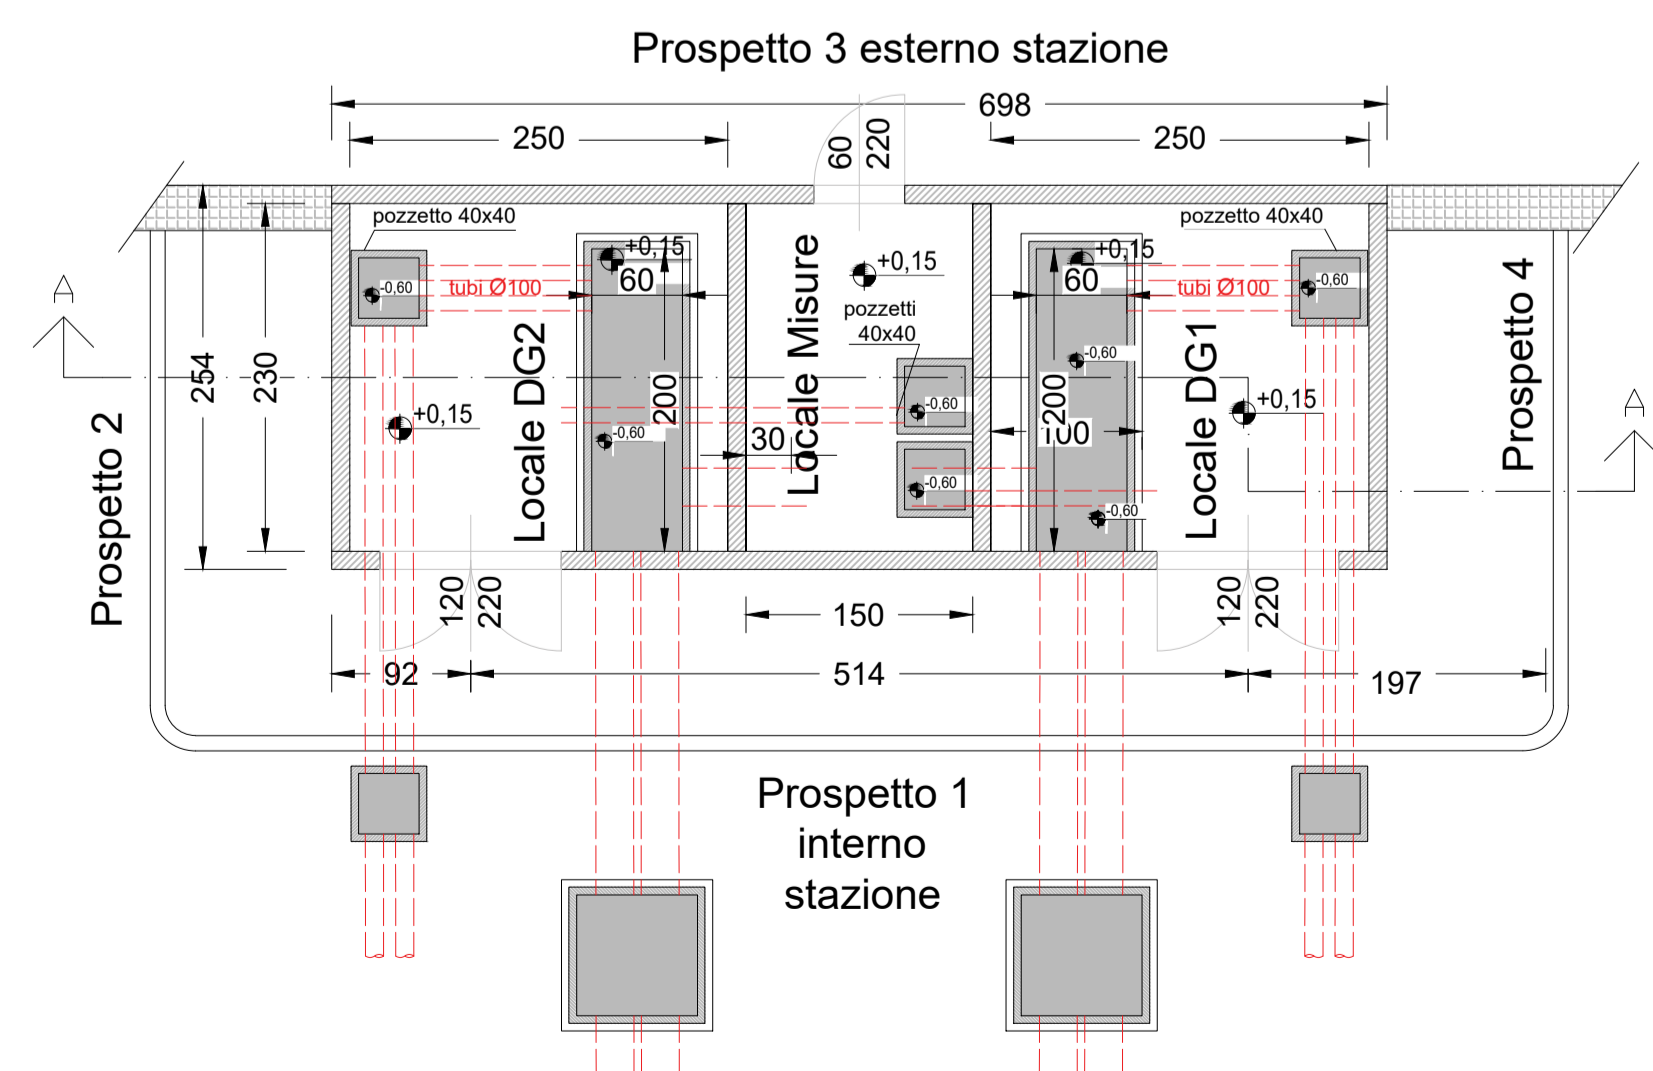 Prospetto 3 esterno stazione
698
250
60
220
250
pozzetto 40x40
pozzetto 40x40
+0,15
+0,15
+0,15
-0,60
tubi Ø100
60
60
tubi Ø100
-0,60
A
254
230
Locale DG2
Locale Misure
pozzetti
40x40
Locale DG1
Prospetto 4
A
-0,60
200
200
+0,15
-0,60
+0,15
-0,60
30
100
-0,60
-0,60
Prospetto 2
120
220
150
120
220
92
514
197
Prospetto 1
interno
stazione